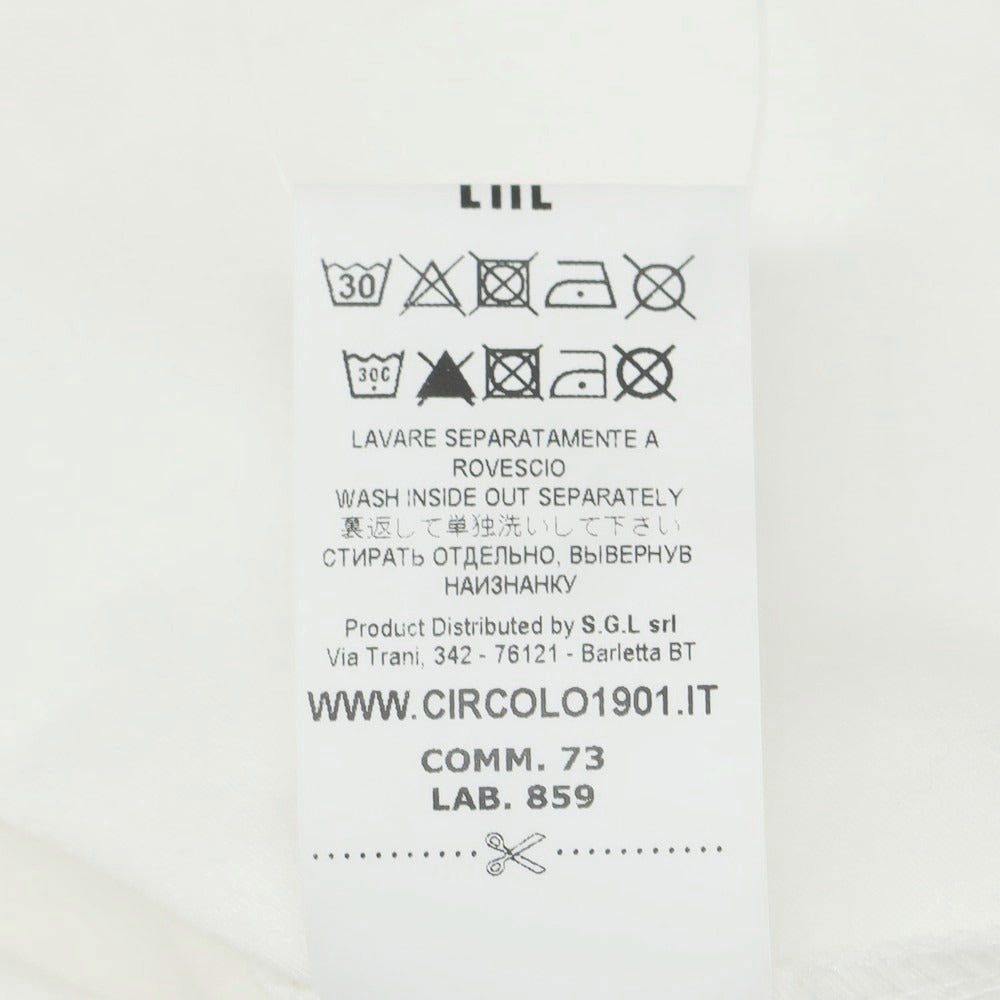 30
30C
LAVARE SEPARATAMENTE A
ROVESCIO
WASH INSIDE OUT SEPARATELY
裏返して単独洗いして下さい
СТИРАТЬ ОТДЕЛЬНО, ВЫВЕРНУВ
НАИЗНАНКУ
Product Distributed by S.G.L srl
Via Trani, 342 - 76121 - Barletta BT
WWW.CIRCOLO1901.IT
COMM. 73
LAB. 859